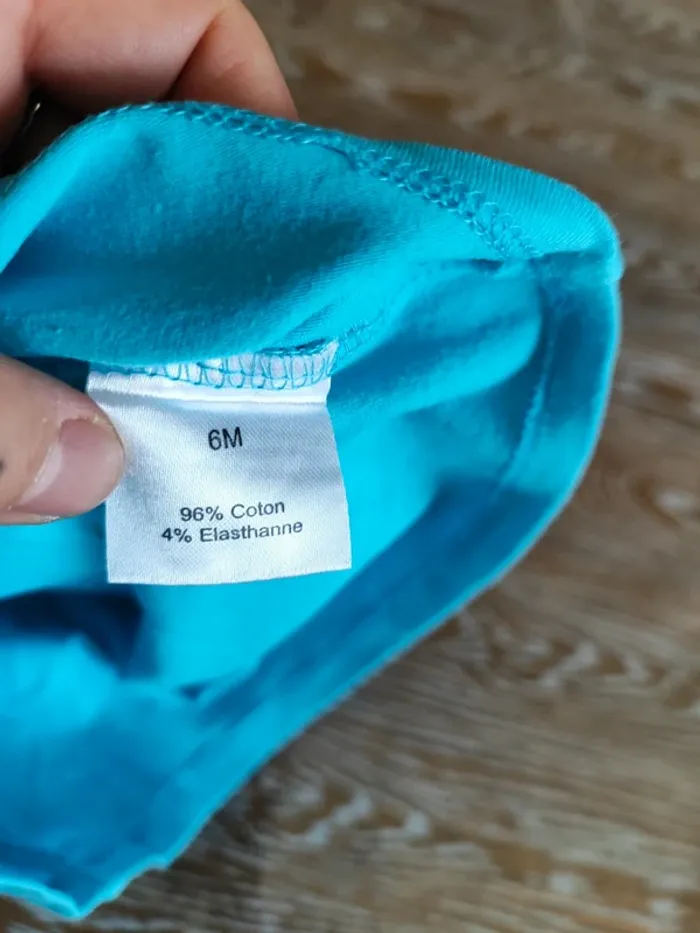 6M
96% Coton
4% Elasthanne